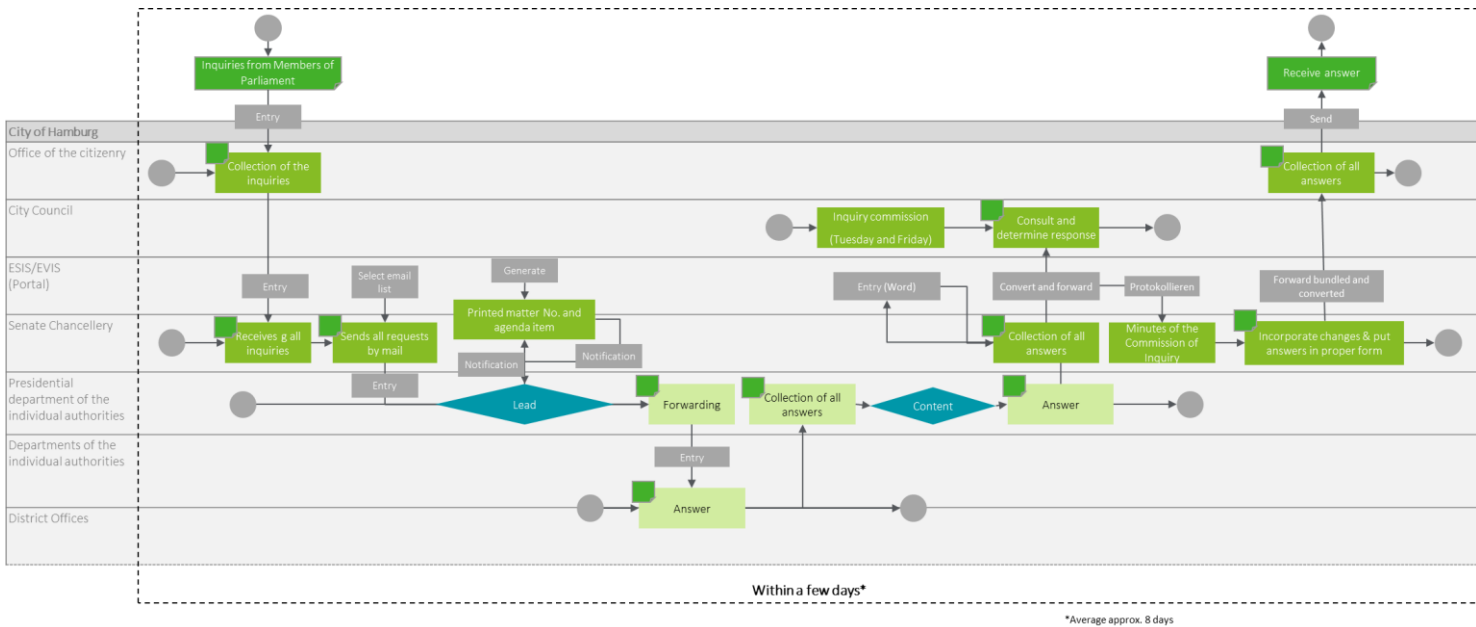 Inquiries from Members of
Parliament
Receive answer
Entry
Send
City of Hamburg
Office of the citizenry
Collection of the
inquiries
Collection of all
answers
City Council
Inquiry commission
(Tuesday and Friday)
Consult and
determine response
ESIS/EVIS
(Portal)
Entry
Select email
list
Generate
Printed matter No. and
agenda item
Entry (Word)
Convert and forward
Protokollieren
Forward bundled and
converted
Senate Chancellery
Receives g all
inquiries
Sends all requests
by mail
Notification
Notification
Collection of all
answers
Minutes of the
Commission of
Inquiry
Incorporate changes & put
answers in proper form
Presidential
department of the
individual authorities
Entry
Lead
Forwarding
Collection of all
answers
Content
Answer
Departments of the
individual authorities
Entry
Answer
District Offices
Within a few days*
*Average approx. 8 days